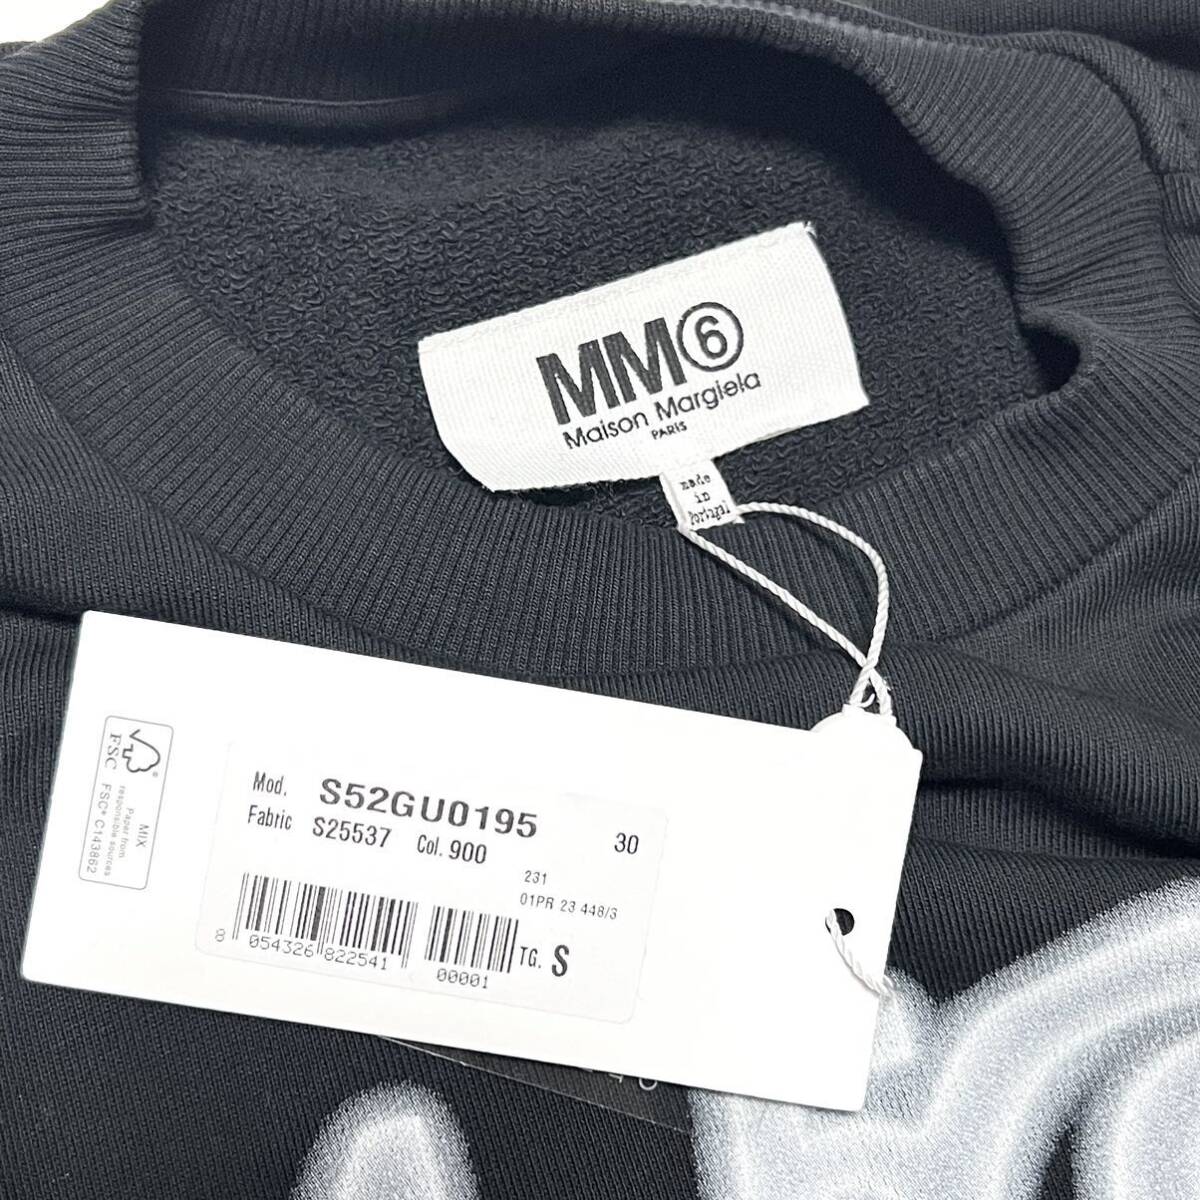 MM⑥
Maison Margiela
PARIS
made
in
Portugal
FSC
MIX
Paper from
responsible sources
FSC® C143862
Mod. S52GU0195 30
Fabric S25537 Col. 900
231
01PR 23 448/3
8 054326 822541 00001
TG. S